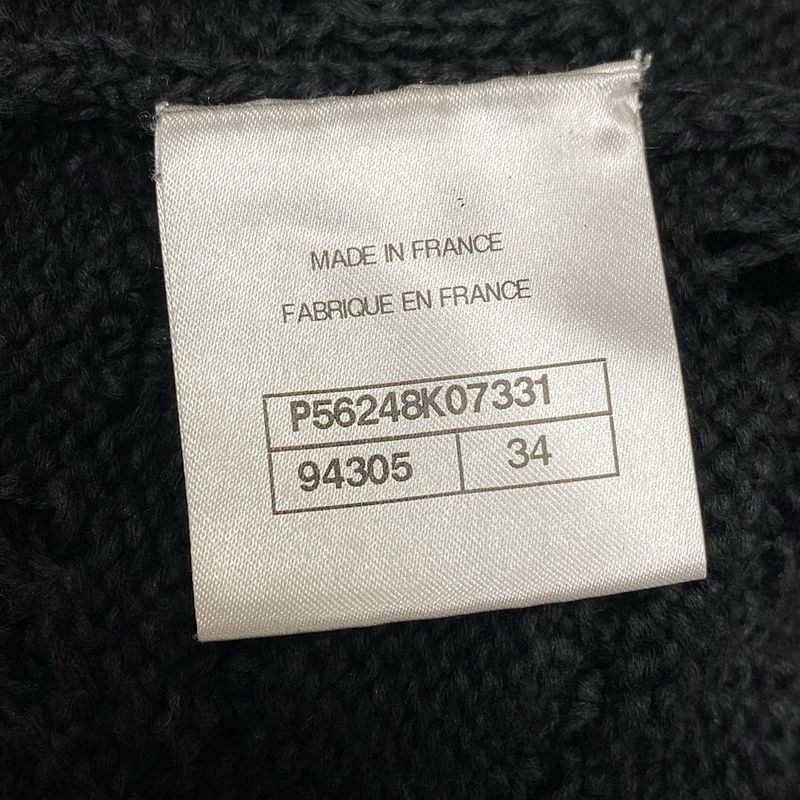 MADE IN FRANCE
FABRIQUE EN FRANCE
P56248K07331
94305 34